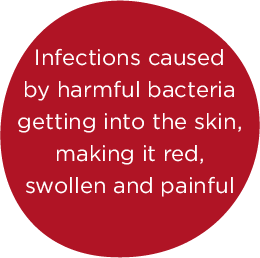 Infections caused
by harmful bacteria
getting into the skin,
making it red,
swollen and painful